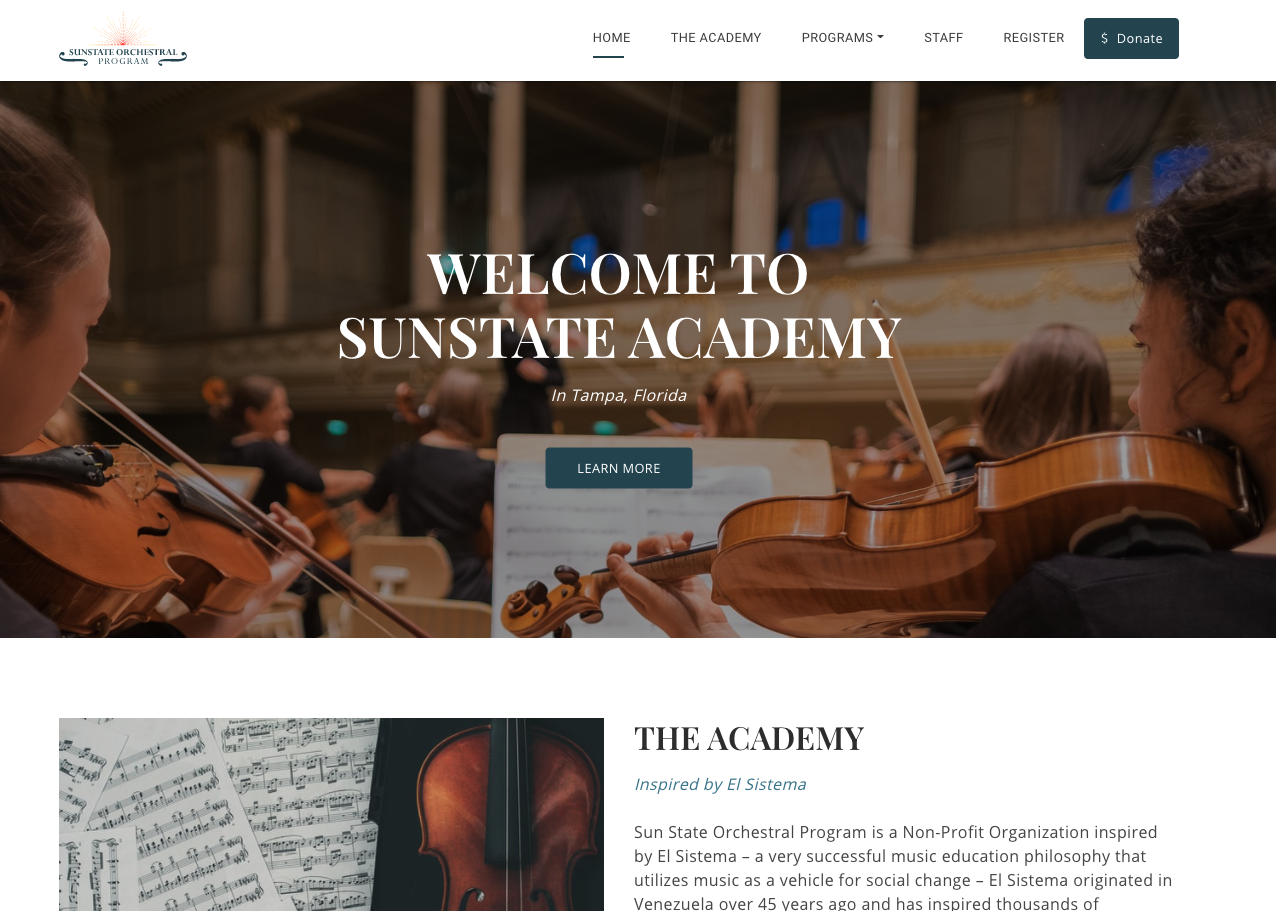 SUNSTATE ORCHESTRAL
PROGRAM
HOME
THE ACADEMY
PROGRAMS
STAFF
REGISTER
$ Donate
WELCOME TO
SUNSTATE ACADEMY
In Tampa, Florida
LEARN MORE
THE ACADEMY
Inspired by El Sistema
Sun State Orchestral Program is a Non-Profit Organization inspired
by El Sistema – a very successful music education philosophy that
utilizes music as a vehicle for social change – El Sistema originated in
Venezuela over 45 years ago and has inspired thousands of